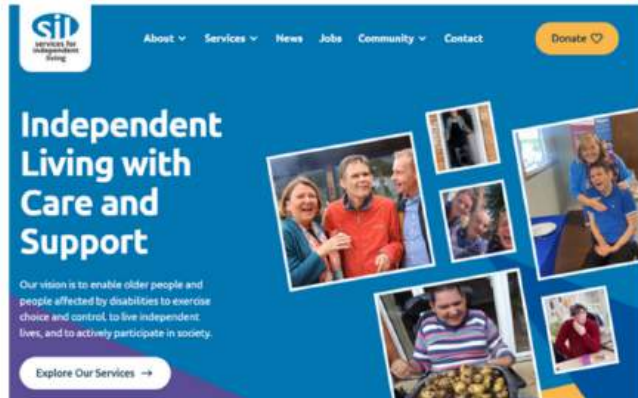 sil
services for
independent
living
About
Services
News
Jobs
Community
Contact
Donate
Independent
Living with
Care and
Support
Our vision is to enable older people and
people affected by disabilities to exercise
choice and control, to live independent
lives, and to actively participate in society.
Explore Our Services →